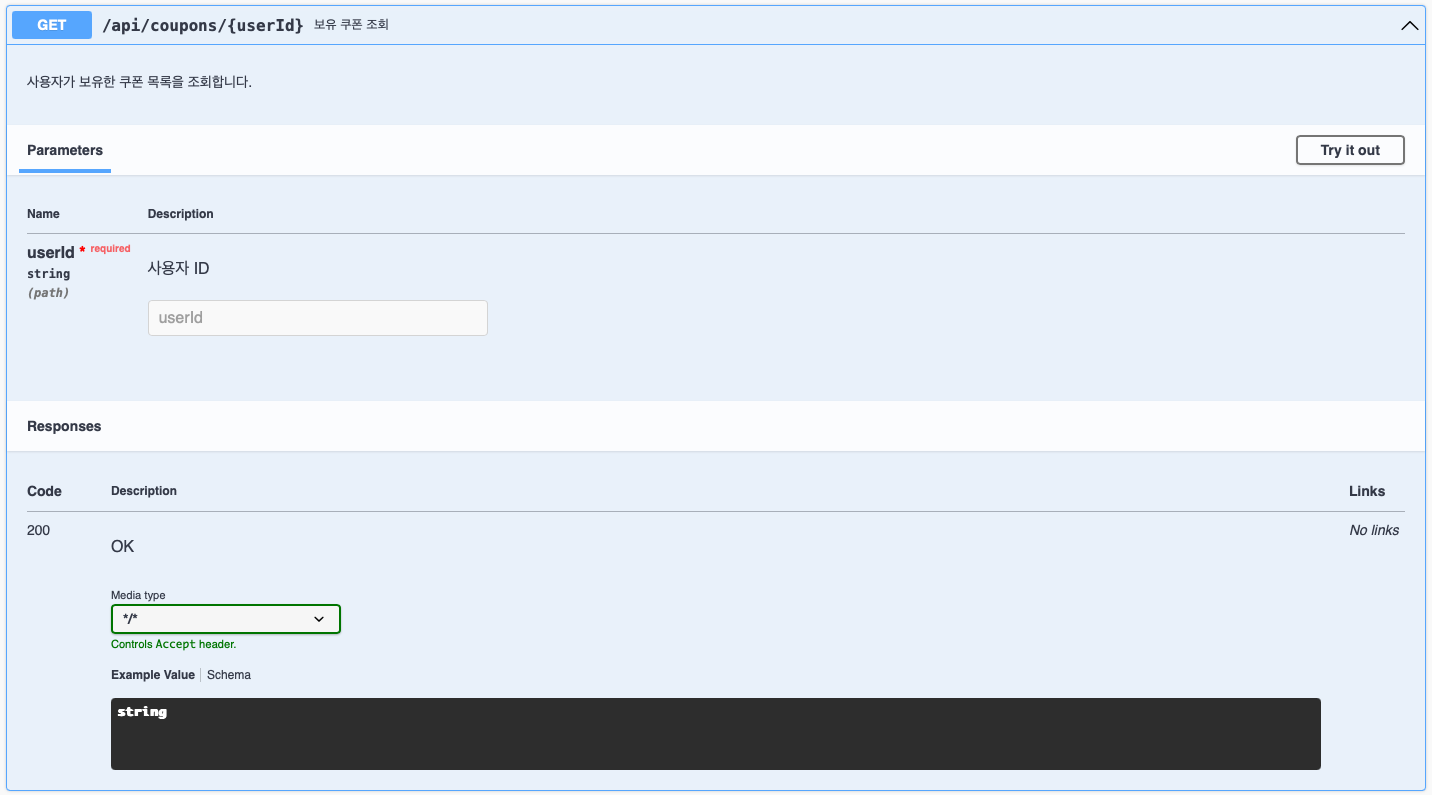 GET /api/coupons/{userId} 보유 쿠폰 조회
사용자가 보유한 쿠폰 목록을 조회합니다.
Parameters Try it out
Name Description
userId * required
string
(path)
사용자 ID
userId
Responses
Code Description Links
200 OK No links
Media type
*/*
Controls Accept header.
Example Value Schema
string